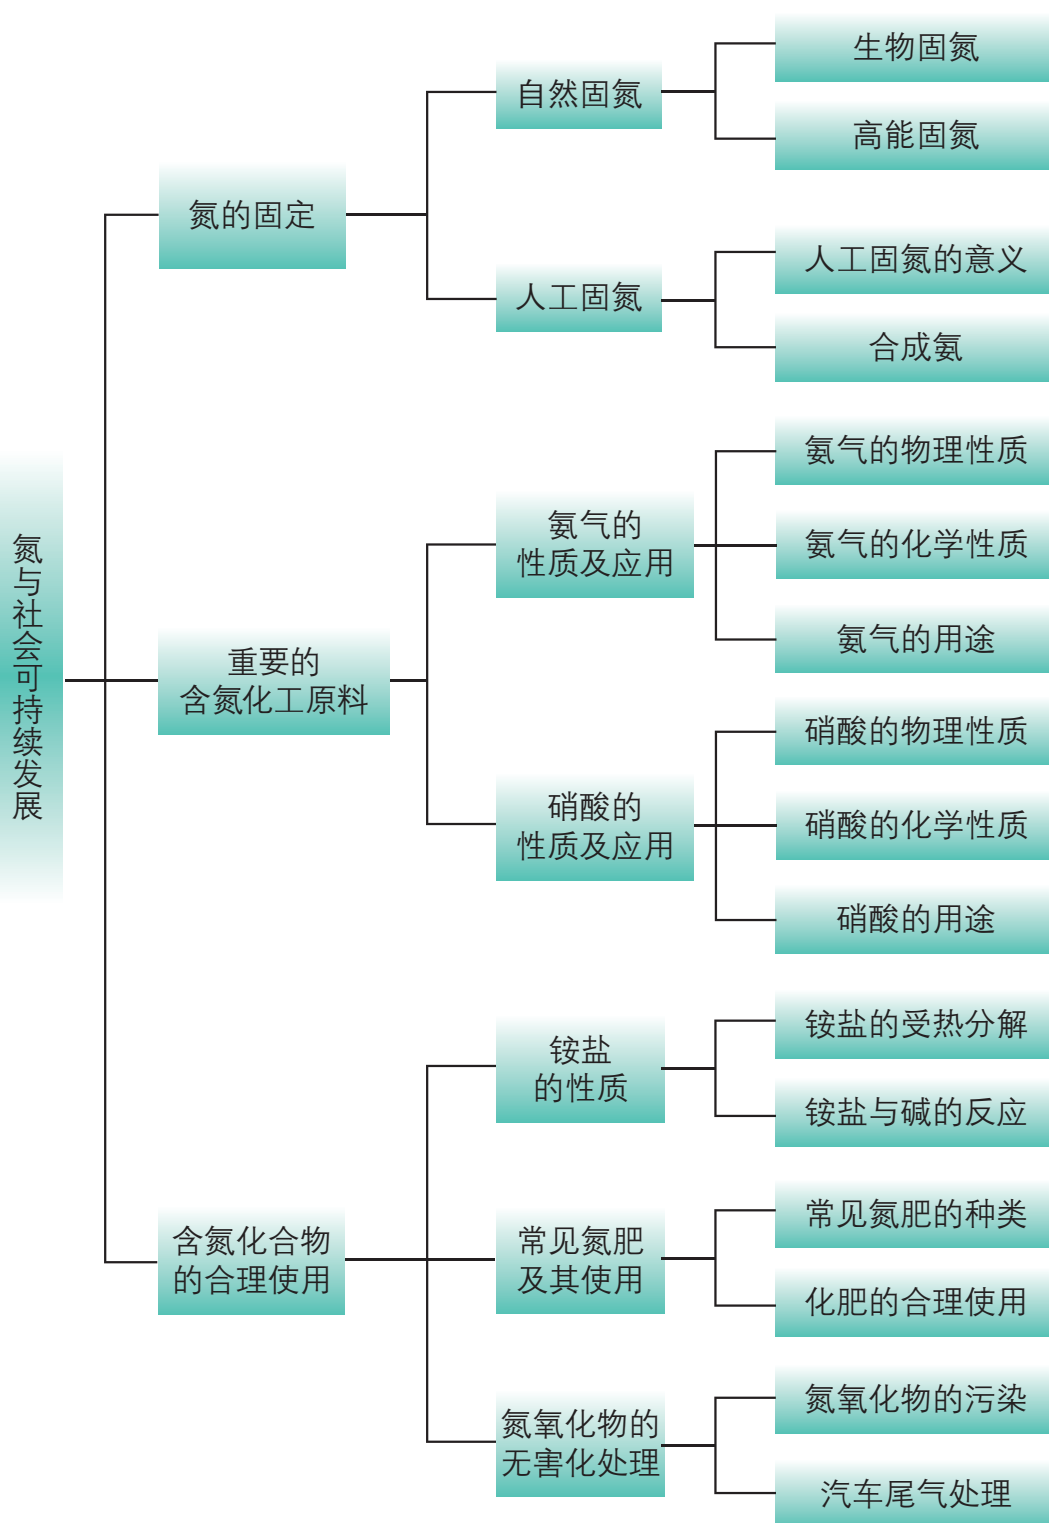 氮与社会可持续发展
氮的固定
自然固氮
生物固氮
高能固氮
人工固氮
人工固氮的意义
合成氨
重要的
含氮化工原料
氨气的
性质及应用
氨气的物理性质
氨气的化学性质
氨气的用途
硝酸的
性质及应用
硝酸的物理性质
硝酸的化学性质
硝酸的用途
含氮化合物
的合理使用
铵盐
的性质
铵盐的受热分解
铵盐与碱的反应
常见氮肥
及其使用
常见氮肥的种类
化肥的合理使用
氮氧化物的
无害化处理
氮氧化物的污染
汽车尾气处理